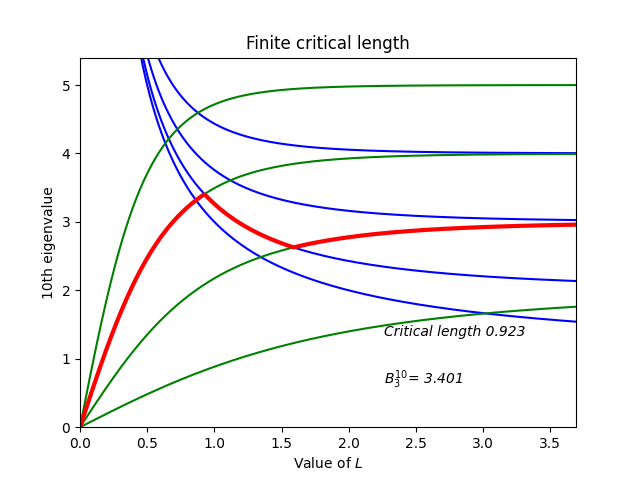 Finite critical length
10th eigenvalue
5
4
3
2
1
0
Critical length 0.923
$B_3^{10}$= 3.401
0.0 0.5 1.0 1.5 2.0 2.5 3.0 3.5
Value of L